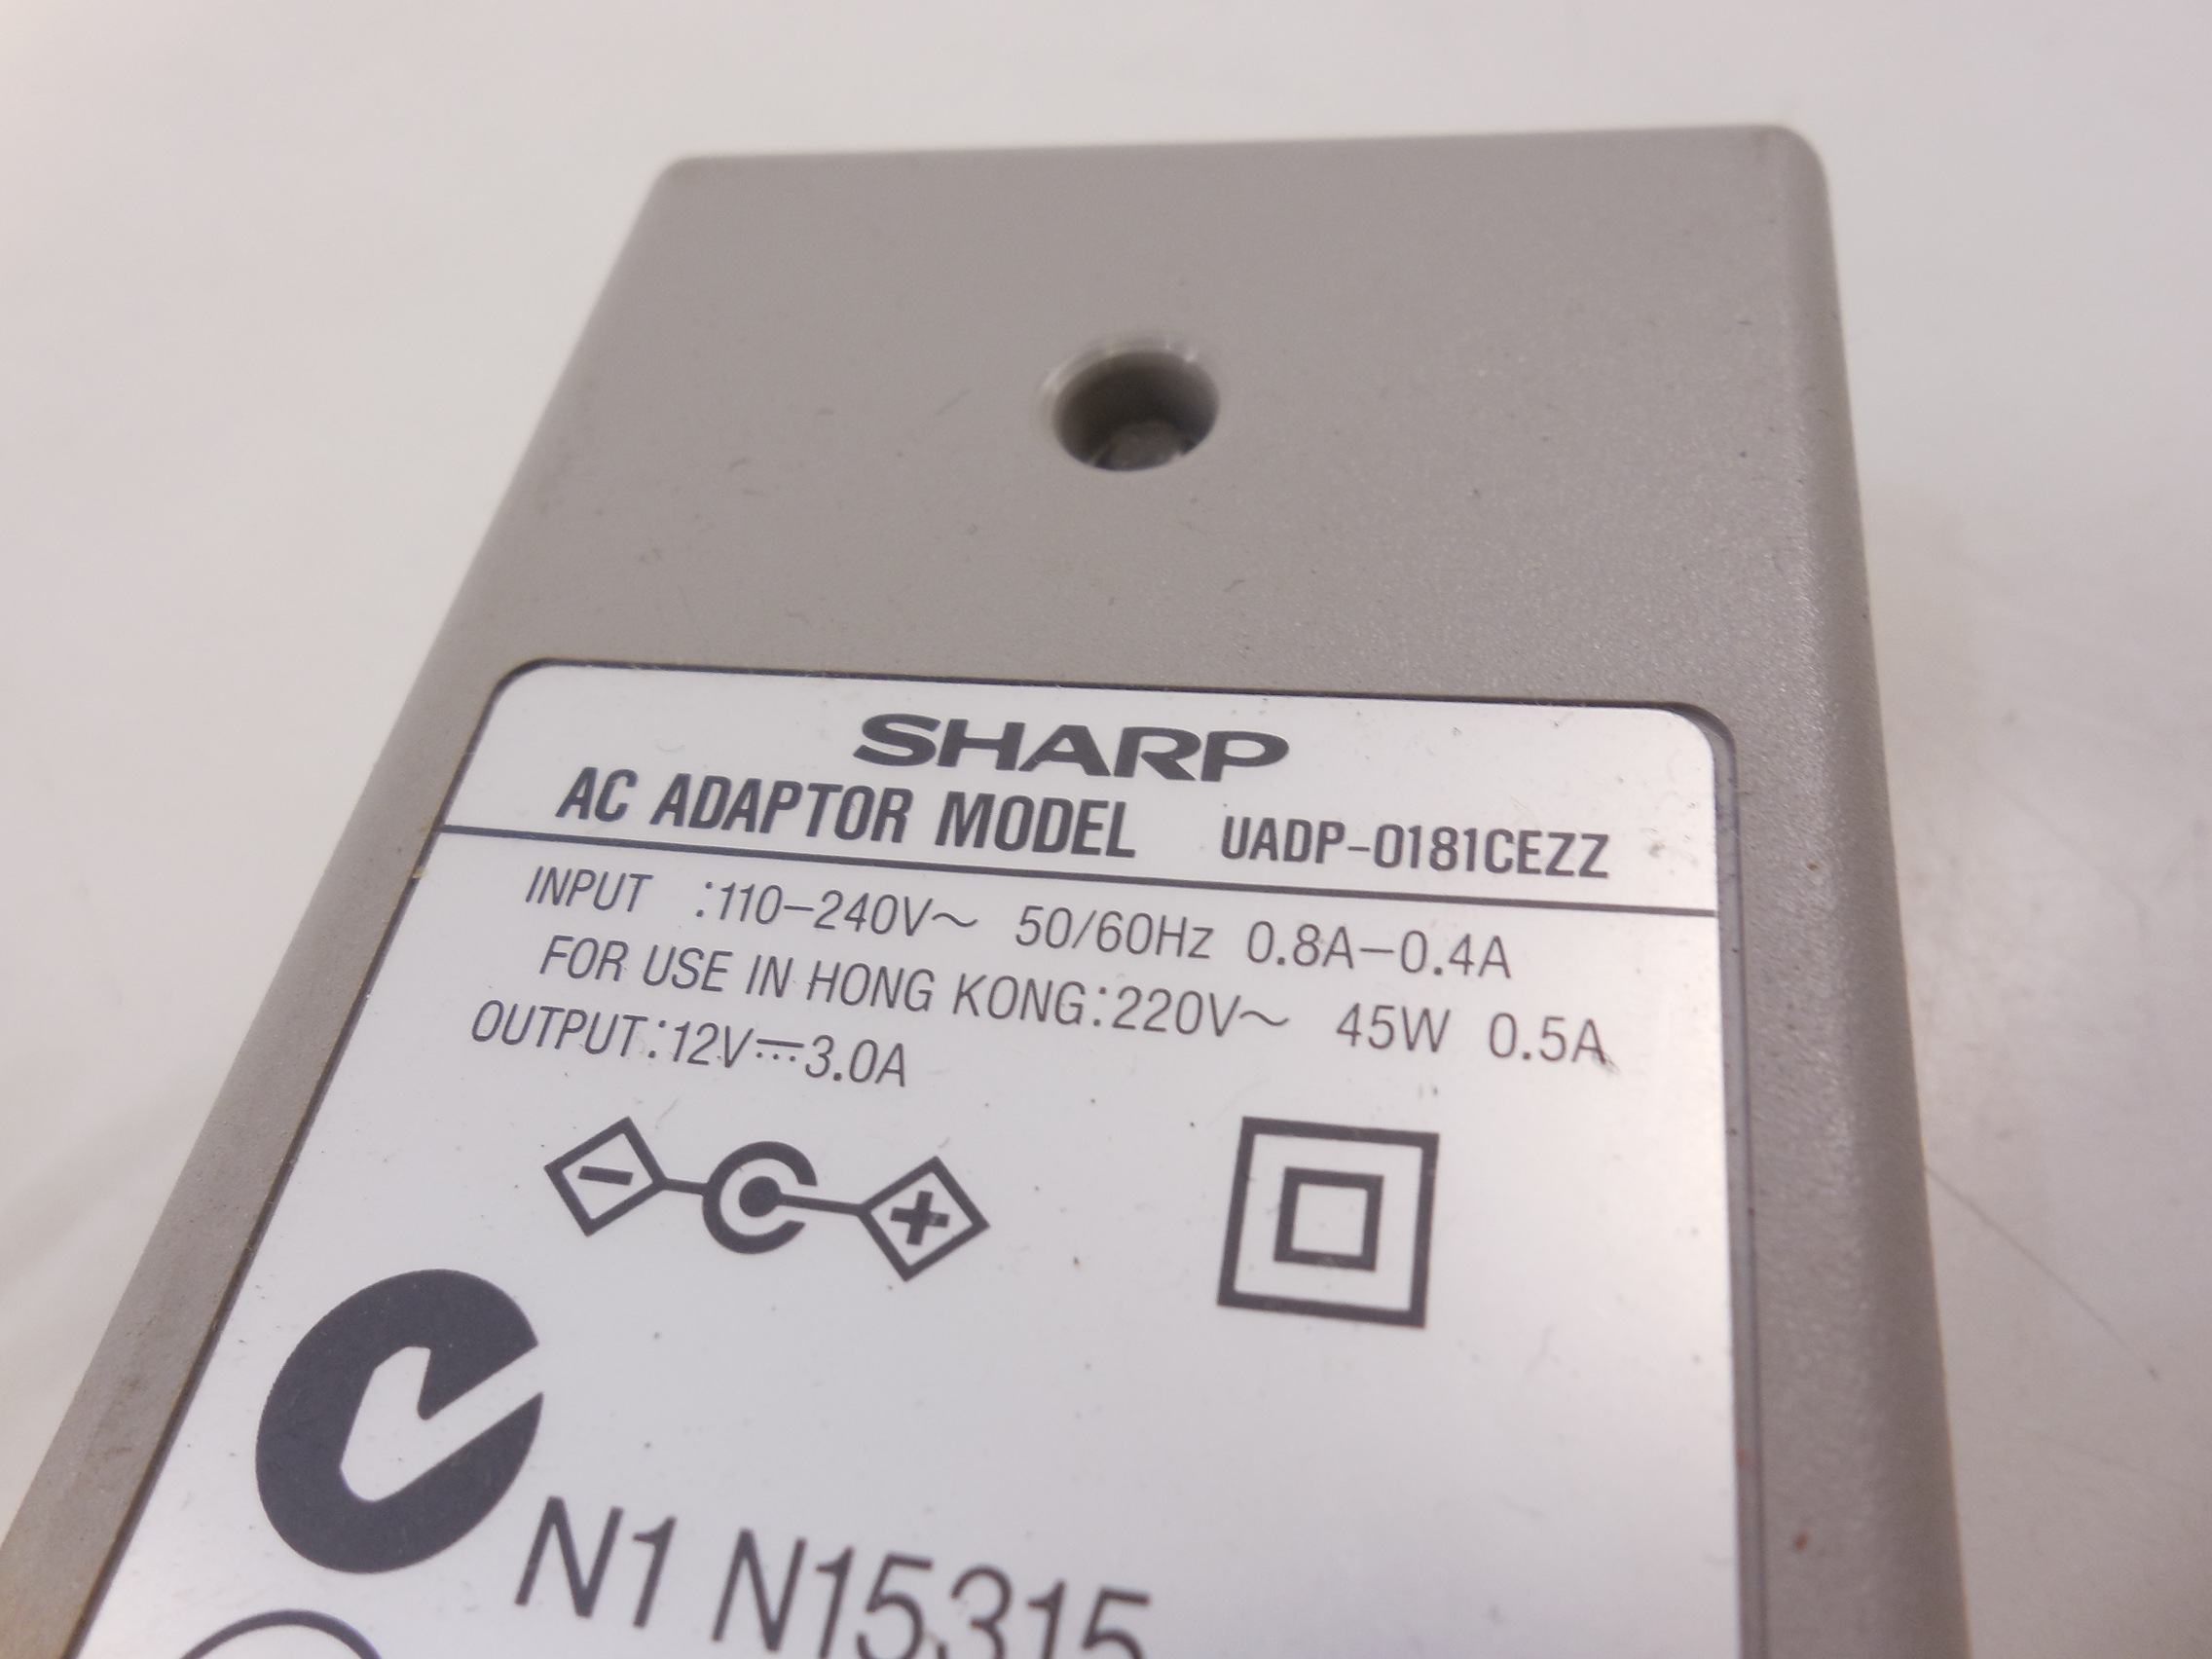 SHARP
AC ADAPTOR MODEL UADP-0181CEZZ
INPUT :110-240V~ 50/60Hz 0.8A-0.4A
FOR USE IN HONG KONG:220V~ 45W 0.5A
OUTPUT:12V⎓3.0A
- +
N1 N15315